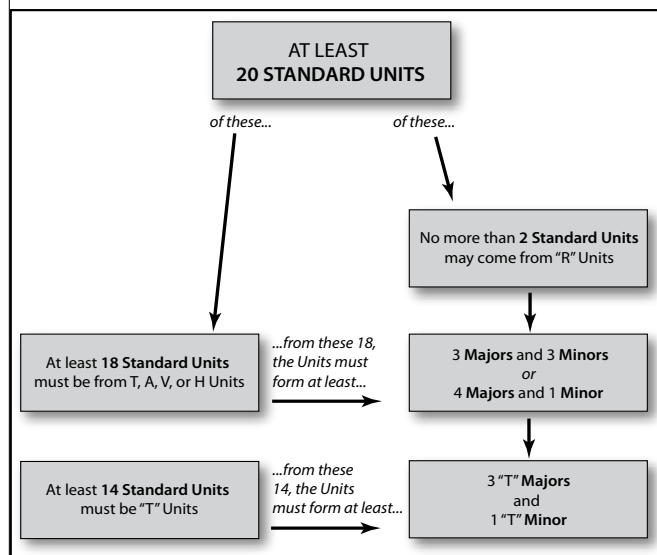 AT LEAST
20 STANDARD UNITS
of these...
of these...
No more than 2 Standard Units
may come from “R” Units
At least 18 Standard Units
must be from T, A, V, or H Units
...from these 18,
the Units must
form at least...
3 Majors and 3 Minors
or
4 Majors and 1 Minor
At least 14 Standard Units
must be “T” Units
...from these
14, the Units
must form at least...
3 “T” Majors
and
1 “T” Minor